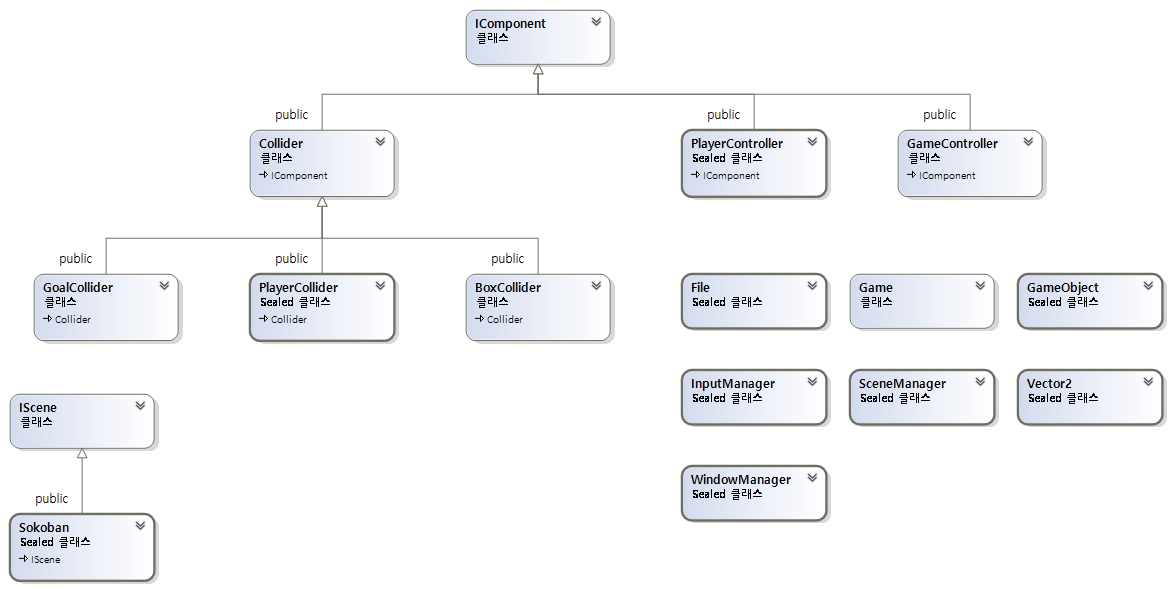 IComponent
클래스
public
public
public
Collider
클래스
IComponent
PlayerController
Sealed 클래스
IComponent
GameController
클래스
IComponent
public
public
public
GoalCollider
클래스
Collider
PlayerCollider
Sealed 클래스
Collider
BoxCollider
클래스
Collider
File
Sealed 클래스
Game
클래스
GameObject
Sealed 클래스
InputManager
Sealed 클래스
SceneManager
Sealed 클래스
Vector2
Sealed 클래스
IScene
클래스
WindowManager
Sealed 클래스
public
Sokoban
Sealed 클래스
IScene